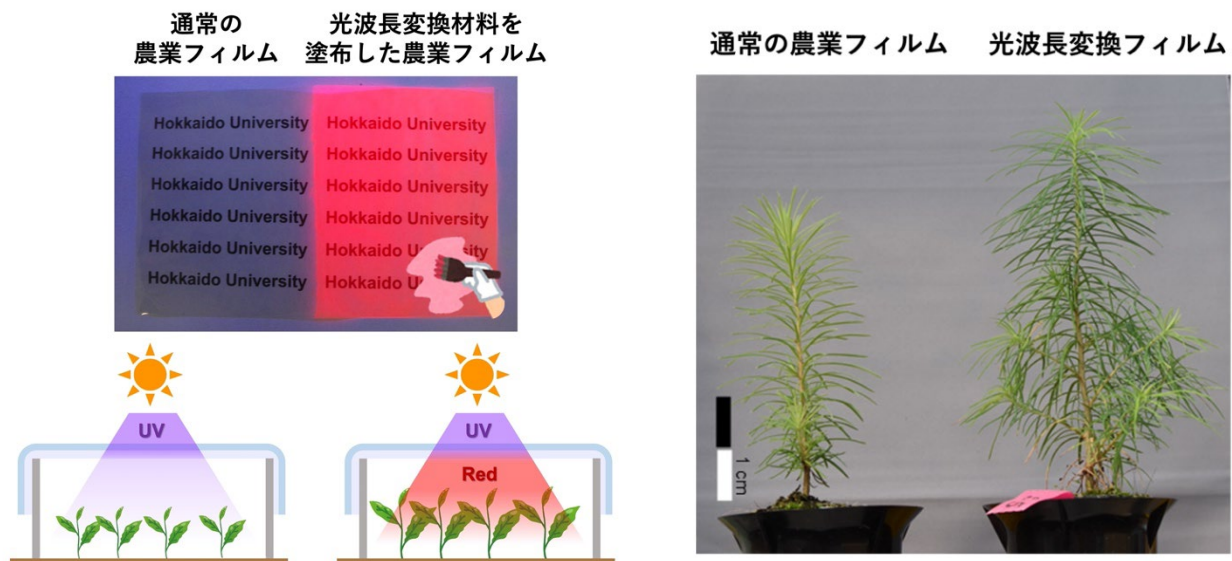 通常の
農業フィルム
光波長変換材料を
塗布した農業フィルム
Hokkaido University
Hokkaido University
Hokkaido University
Hokkaido University
Hokkaido University
Hokkaido University
Hokkaido University
Hokkaido University
Hokkaido University
Hokkaido University
Hokkaido
Hokkaido
UV
UV
Red
通常の農業フィルム
光波長変換フィルム
1 cm